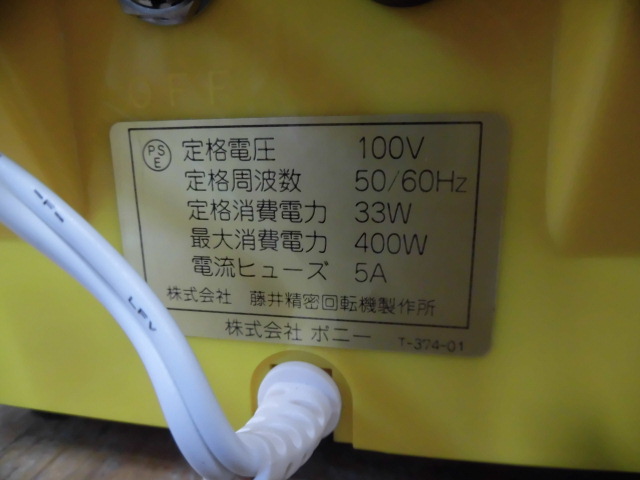 OFF
PS
E
定格電圧 100V
定格周波数 50/60Hz
定格消費電力 33W
最大消費電力 400W
電流ヒューズ 5A
株式会社 藤井精密回転機製作所
株式会社 ポニー T-374-01
-F-
LFV